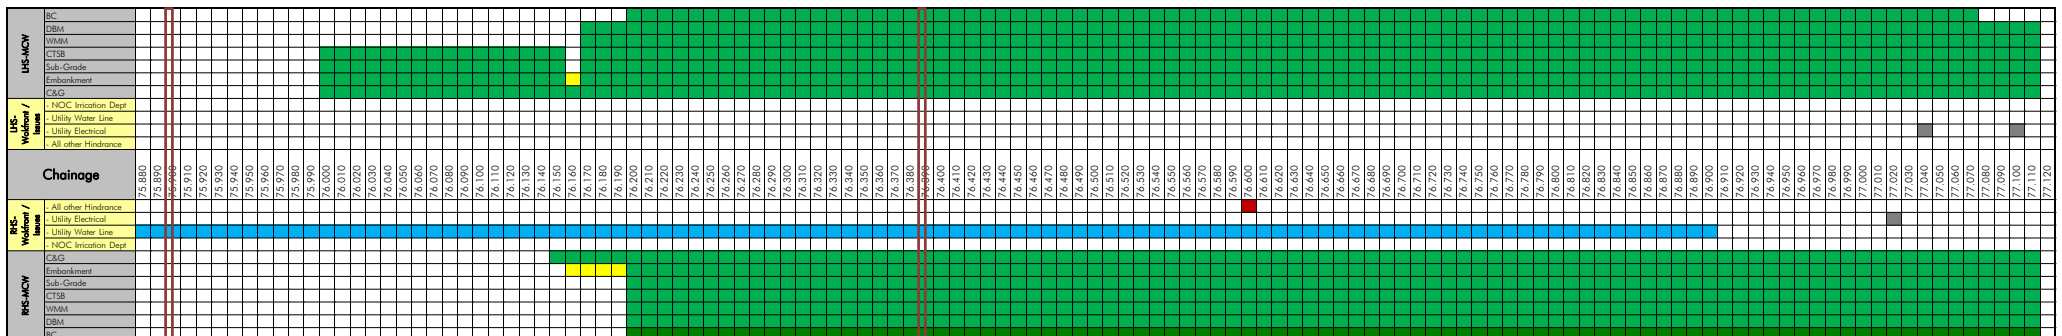 LHS-MCW
BC
DBM
WMM
CTSB
Sub-Grade
Embankment
C&G
LHS-
Wokfront /
Issues
- NOC Irrication Dept
- Utility Water Line
- Utility Electrical
- All other Hindrance
Chainage 75.880 75.890 75.900 75.910 75.920 75.930 75.940 75.950 75.960 75.970 75.980 75.990 76.000 76.010 76.020 76.030 76.040 76.050 76.060 76.070 76.080 76.090 76.100 76.110 76.120 76.130 76.140 76.150 76.160 76.170 76.180 76.190 76.200 76.210 76.220 76.230 76.240 76.250 76.260 76.270 76.280 76.290 76.300 76.310 76.320 76.330 76.340 76.350 76.360 76.370 76.380 76.390 76.400 76.410 76.420 76.430 76.440 76.450 76.460 76.470 76.480 76.490 76.500 76.510 76.520 76.530 76.540 76.550 76.560 76.570 76.580 76.590 76.600 76.610 76.620 76.630 76.640 76.650 76.660 76.670 76.680 76.690 76.700 76.710 76.720 76.730 76.740 76.750 76.760 76.770 76.780 76.790 76.800 76.810 76.820 76.830 76.840 76.850 76.860 76.870 76.880 76.890 76.900 76.910 76.920 76.930 76.940 76.950 76.960 76.970 76.980 76.990 77.000 77.010 77.020 77.030 77.040 77.050 77.060 77.070 77.080 77.090 77.100 77.110 77.120
RHS-
Wokfront /
Issues
- All other Hindrance
- Utility Electrical
- Utility Water Line
- NOC Irrication Dept
RHS-MCW
C&G
Embankment
Sub-Grade
CTSB
WMM
DBM
BC